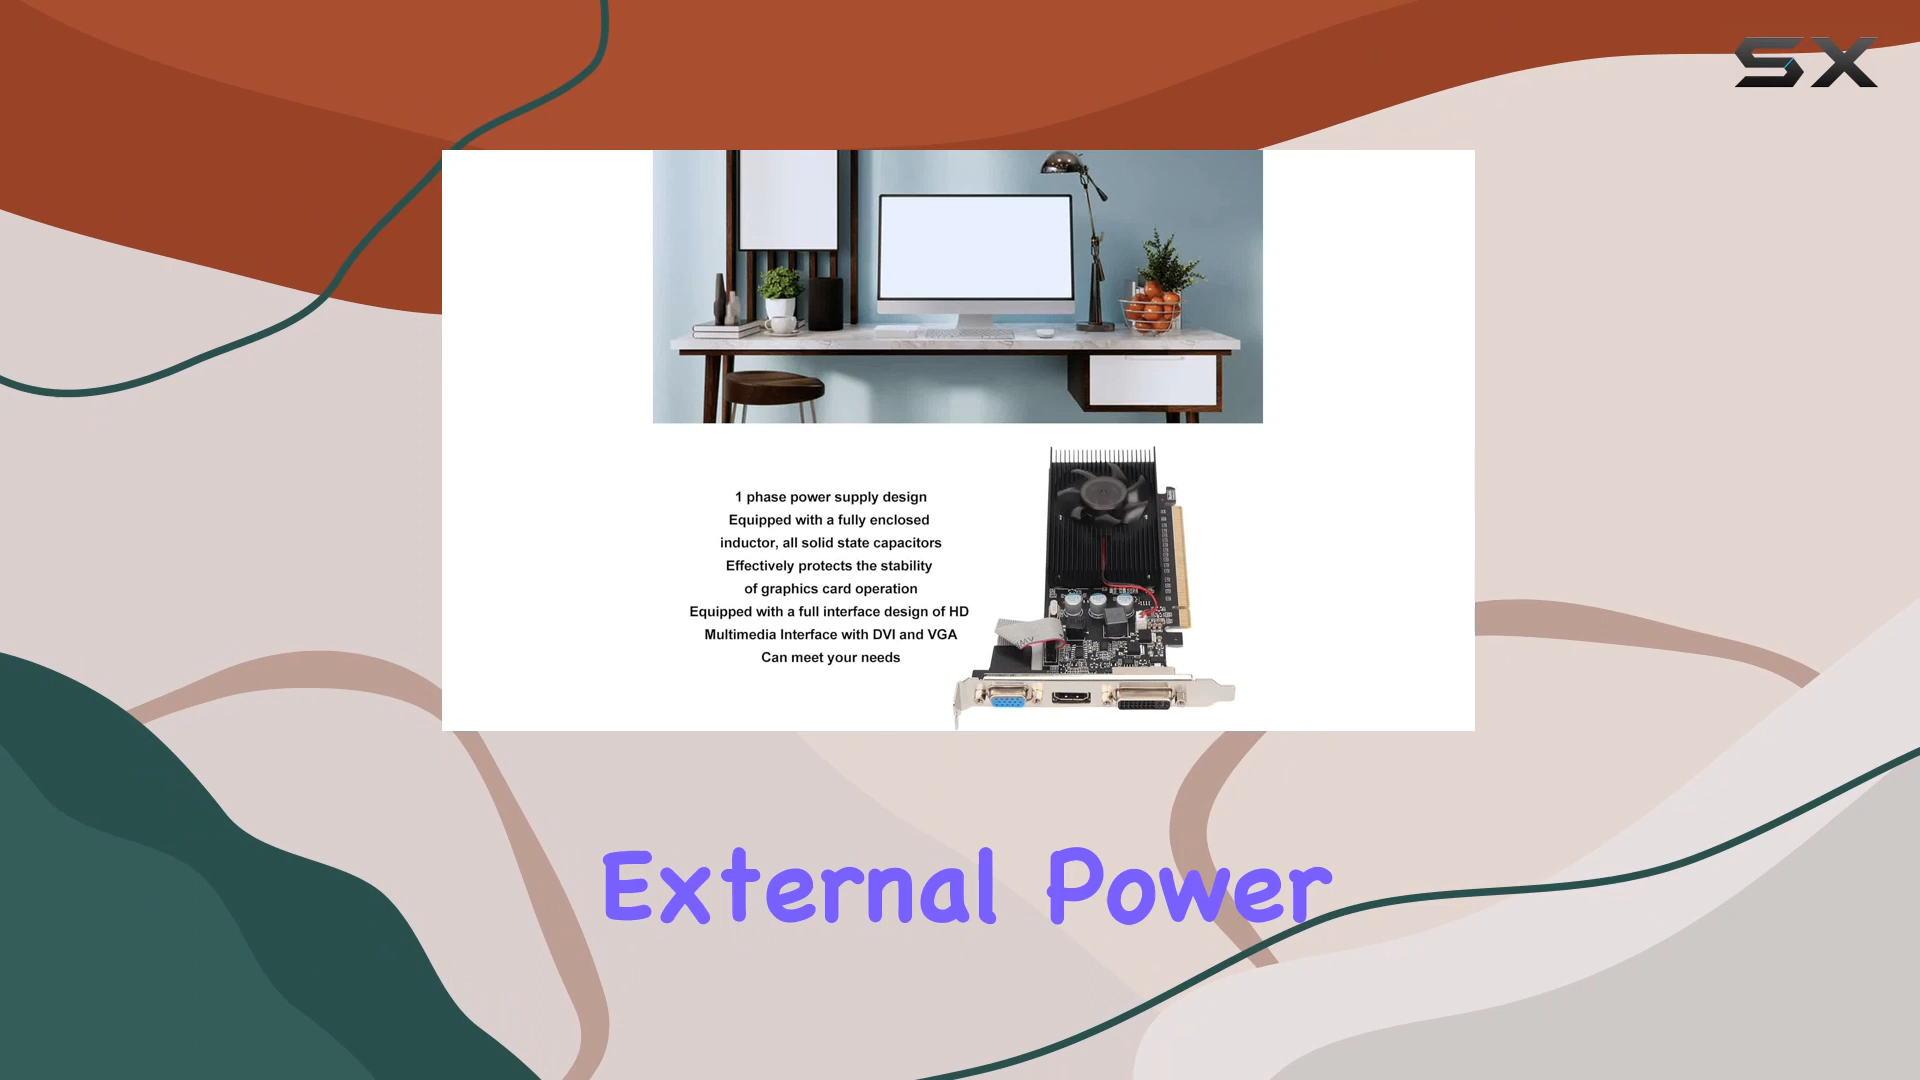 SX
1 phase power supply design
Equipped with a fully enclosed
inductor, all solid state capacitors
Effectively protects the stability
of graphics card operation
Equipped with a full interface design of HD
Multimedia Interface with DVI and VGA
Can meet your needs
External Power